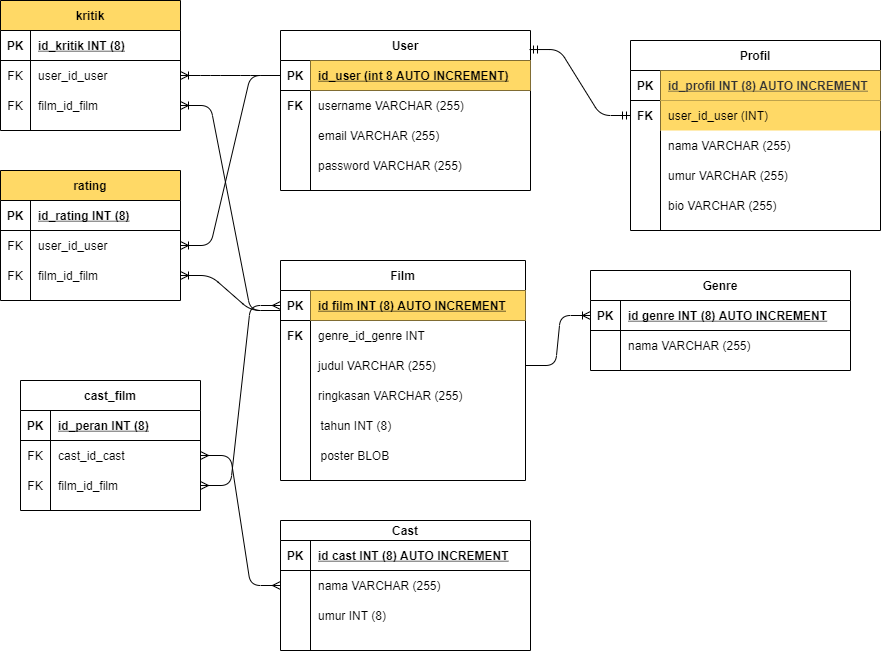 kritik
PK id_kritik INT (8)
FK user_id_user
FK film_id_film
User
PK id_user (int 8 AUTO INCREMENT)
FK username VARCHAR (255)
email VARCHAR (255)
password VARCHAR (255)
Profil
PK id_profil INT (8) AUTO INCREMENT
FK user_id_user (INT)
nama VARCHAR (255)
umur VARCHAR (255)
bio VARCHAR (255)
rating
PK id_rating INT (8)
FK user_id_user
FK film_id_film
Film
PK id film INT (8) AUTO INCREMENT
FK genre_id_genre INT
judul VARCHAR (255)
ringkasan VARCHAR (255)
tahun INT (8)
poster BLOB
Genre
PK id genre INT (8) AUTO INCREMENT
nama VARCHAR (255)
cast_film
PK id_peran INT (8)
FK cast_id_cast
FK film_id_film
Cast
PK id cast INT (8) AUTO INCREMENT
nama VARCHAR (255)
umur INT (8)